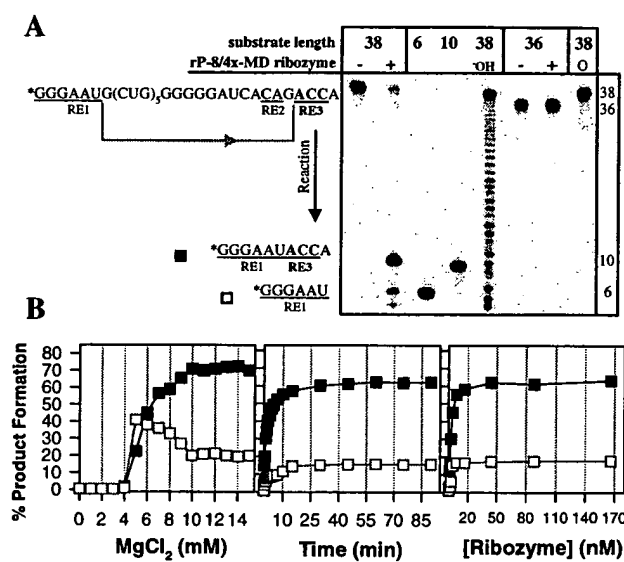 A
substrate length 38 6 10 38 36 38
rP-8/4x-MD ribozyme - + -OH - + O
*GGGAAUG(CUG)5GGGGGAUCACAGACCA
RE1 RE2 RE3
38
36
Reaction
10
6
■ *GGGAAUACCA
RE1 RE3
□ *GGGAAU
RE1
B
% Product Formation
80
70
60
50
40
30
20
10
0
0 2 4 6 8 10 12 14
10 25 40 55 70 85
20 50 80 110 140 170
MgCl2 (mM)
Time (min)
[Ribozyme] (nM)